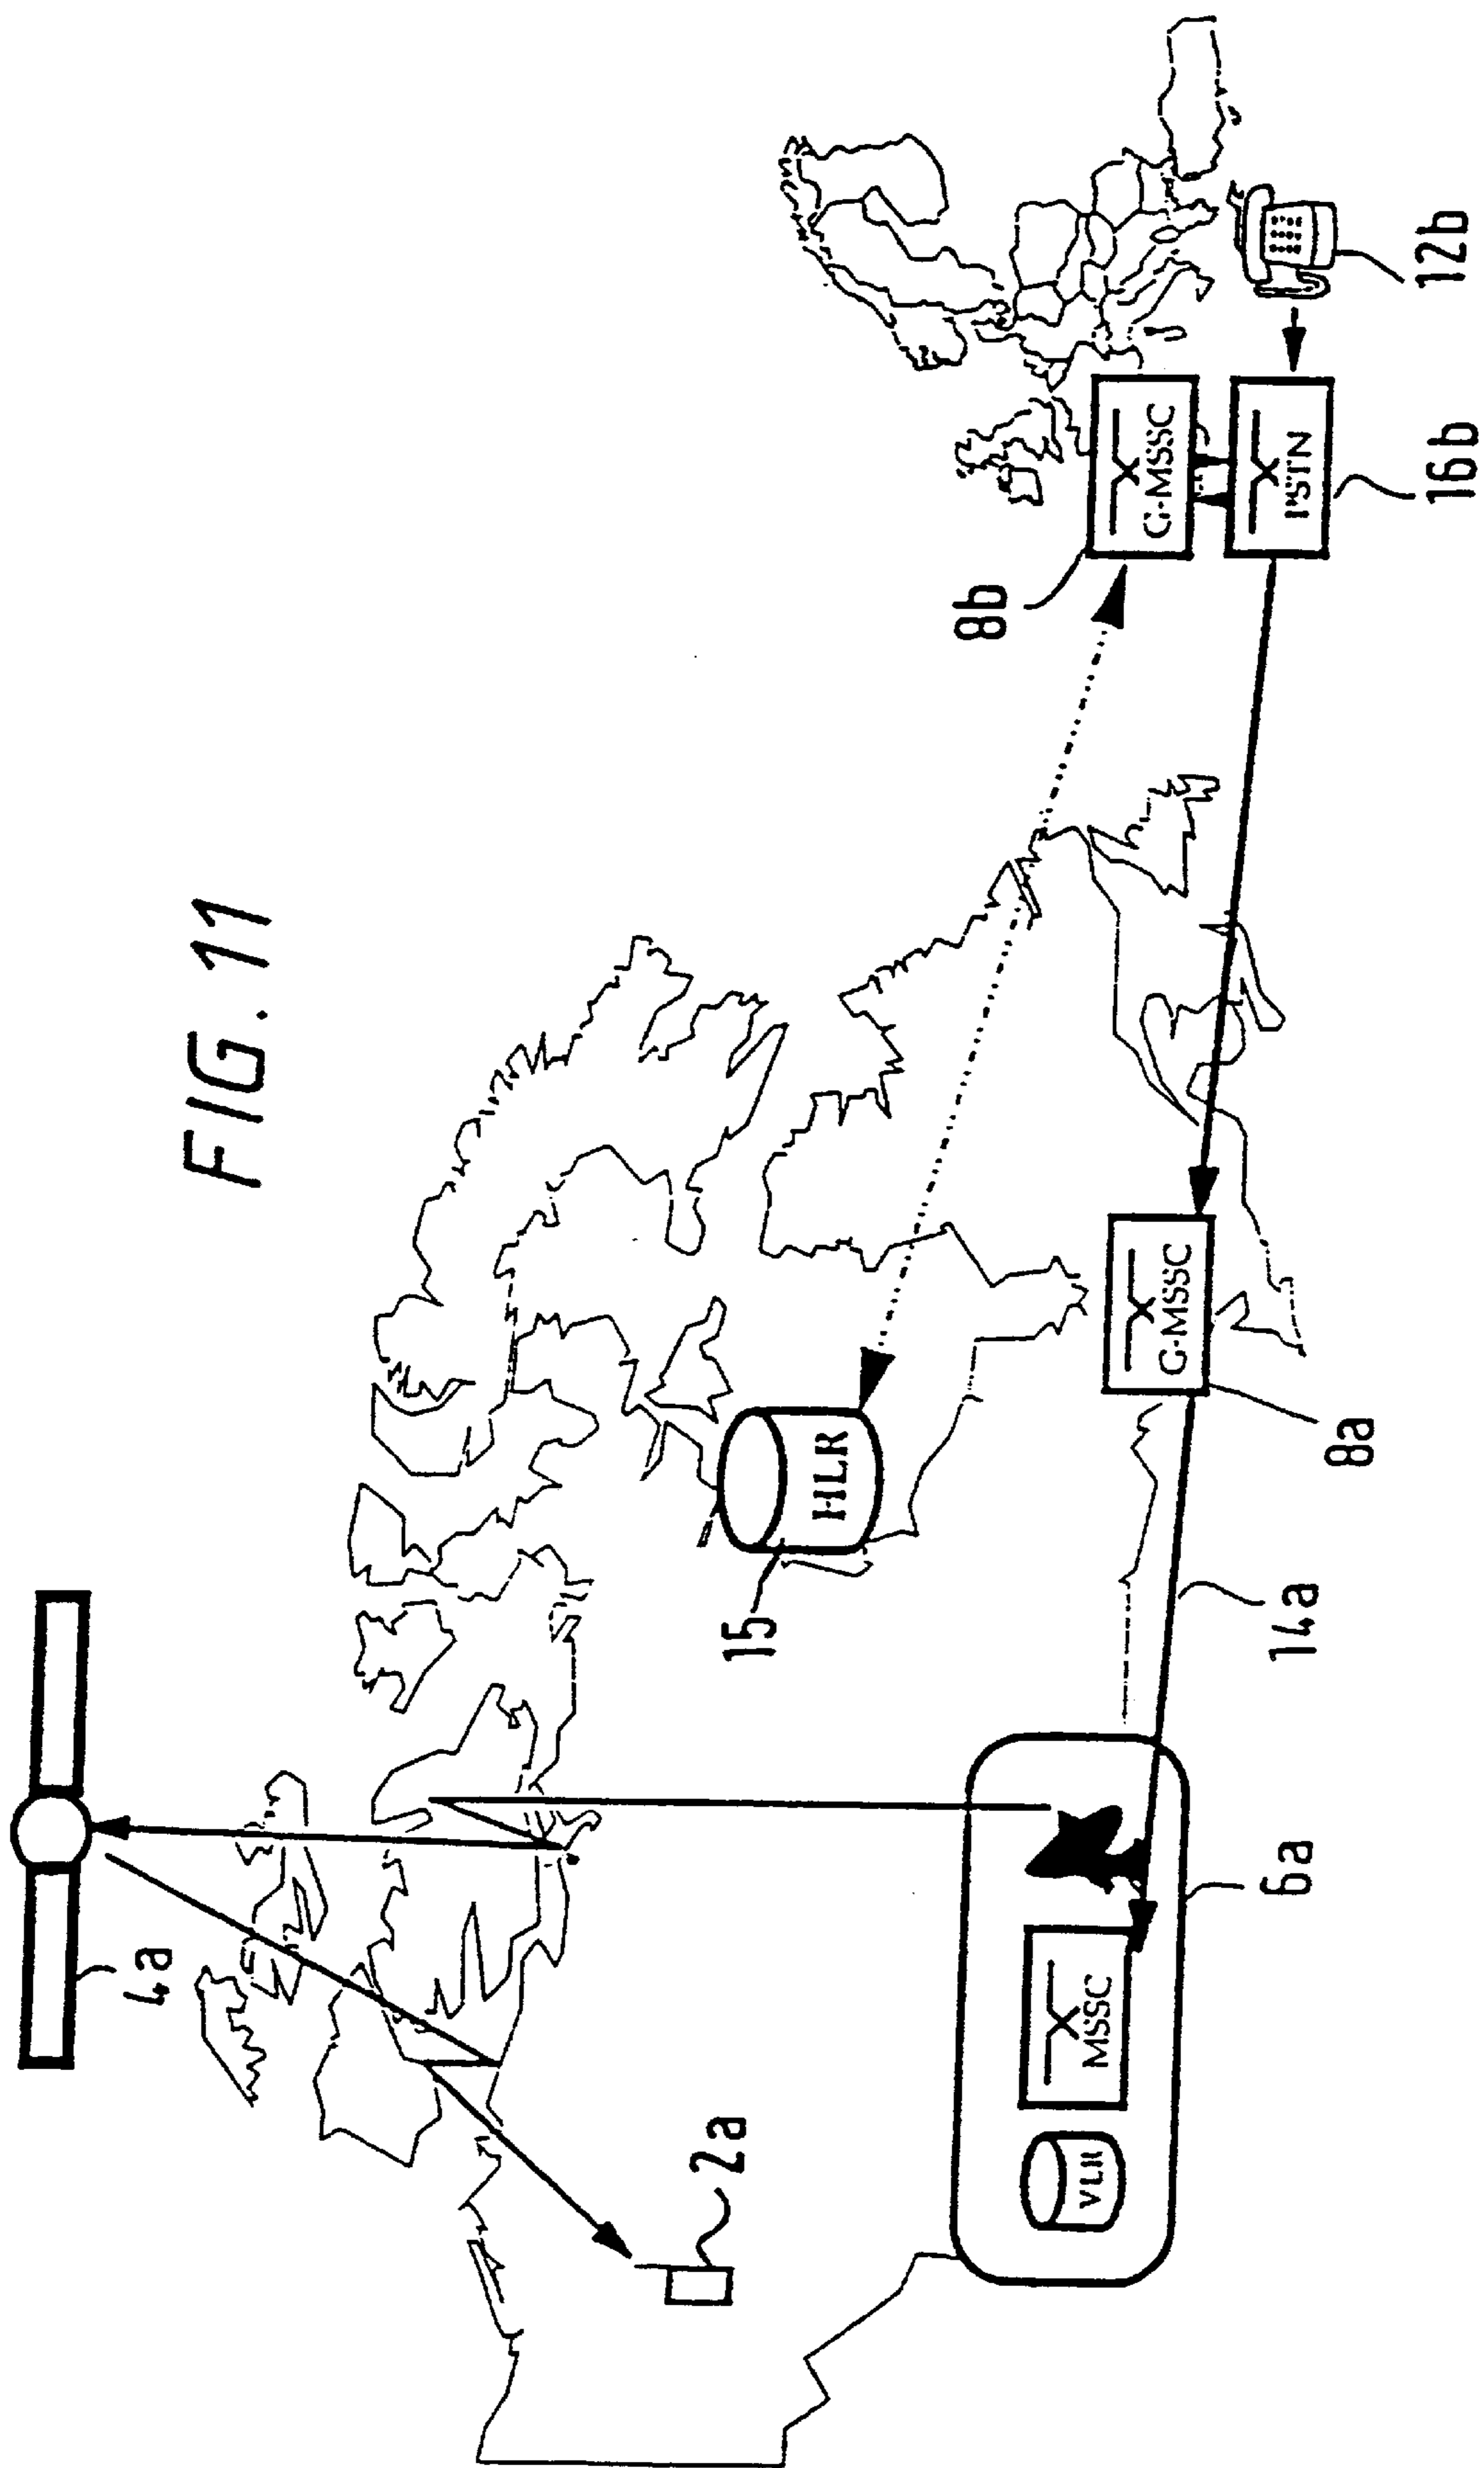 FIG. 11
4a
2a
15
HLR
8b
G-MSSC
PSTN
16b
12b
G-MSSC
8a
14a
MSSC
VLR
6a